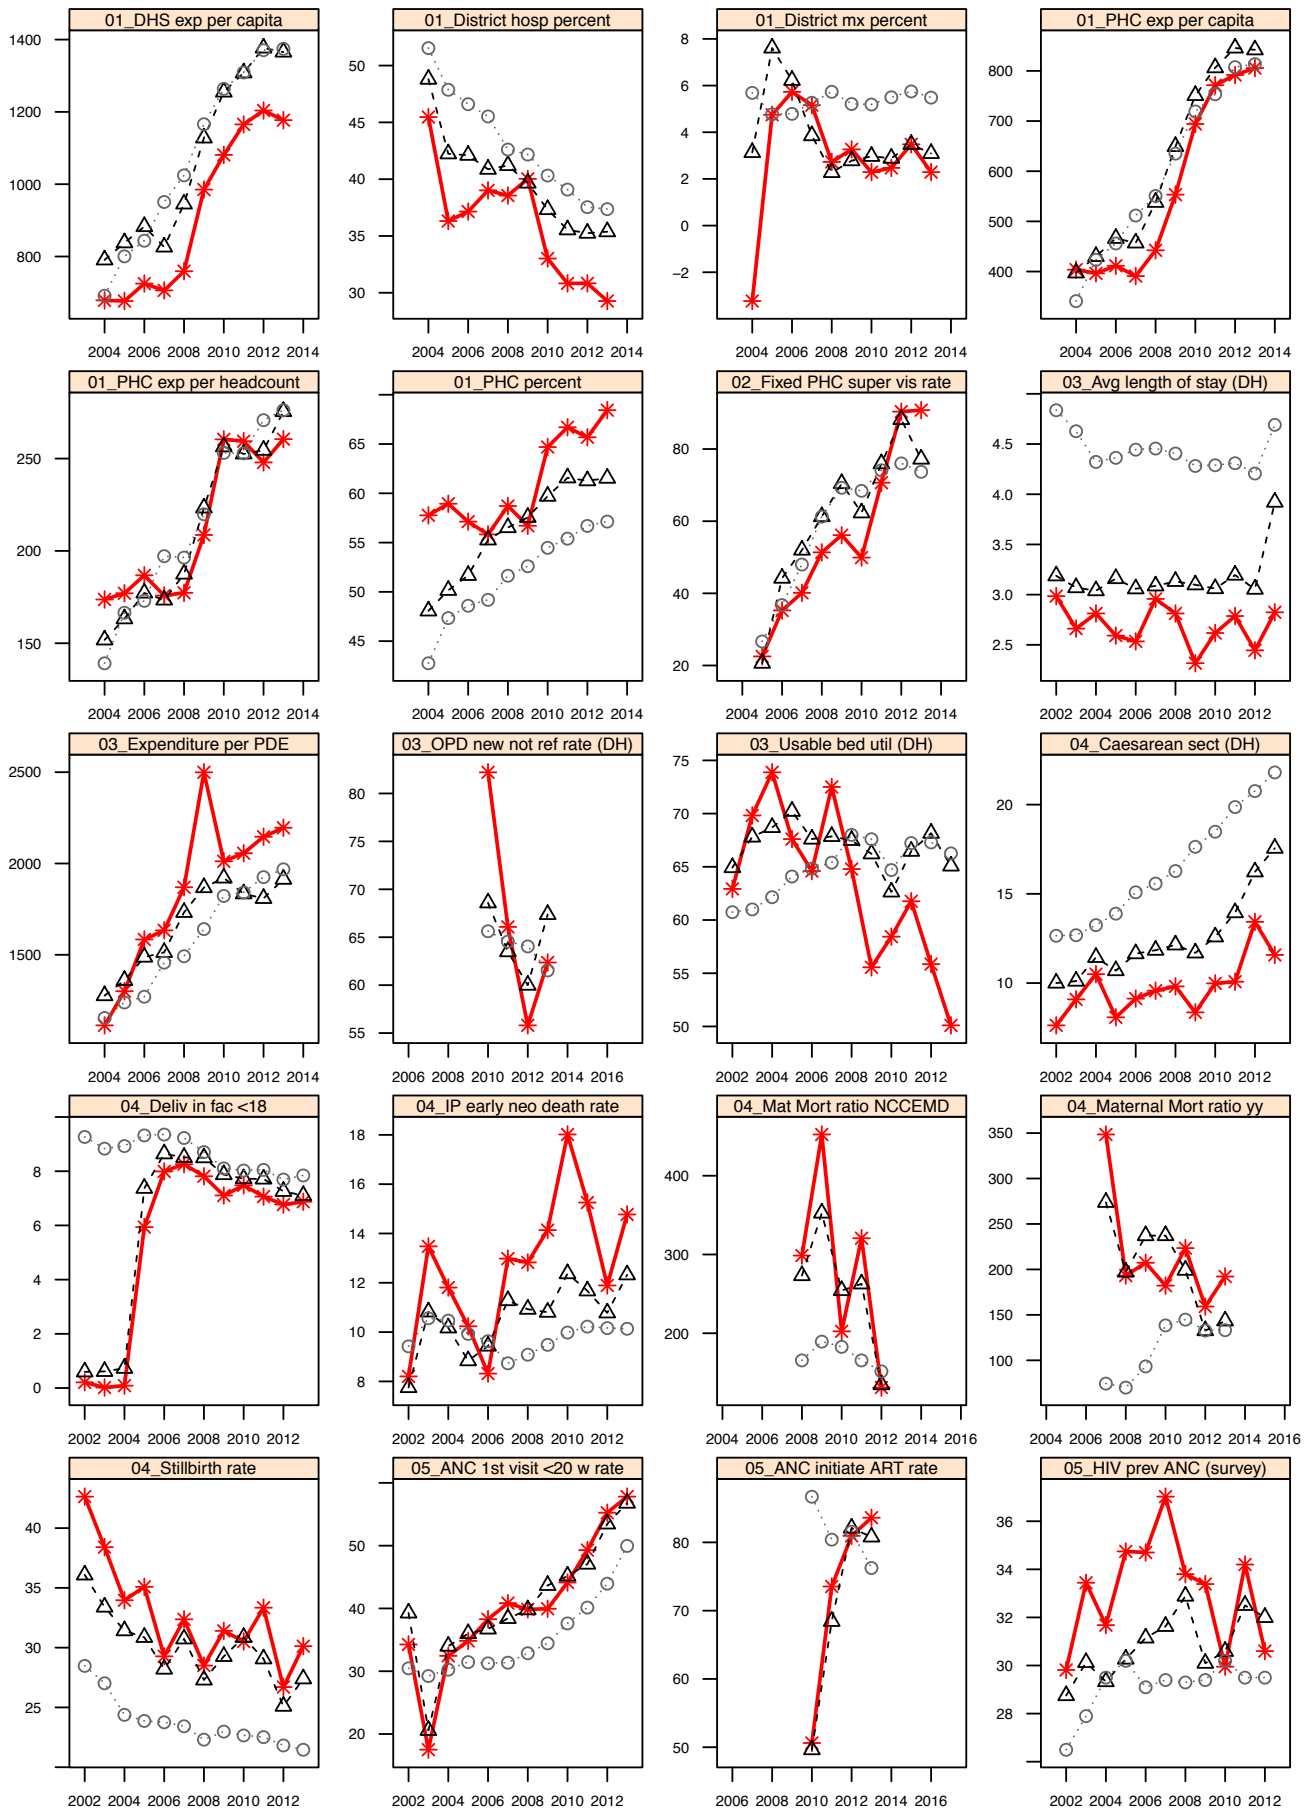 01_DHS exp per capita
01_District hosp percent
01_District mx percent
01_PHC exp per capita
1400
1200
1000
800
50
45
40
35
30
8
6
4
2
0
−2
800
700
600
500
400
2004 2006 2008 2010 2012 2014
2004 2006 2008 2010 2012 2014
2004 2006 2008 2010 2012 2014
2004 2006 2008 2010 2012 2014
01_PHC exp per headcount
01_PHC percent
02_Fixed PHC super vis rate
03_Avg length of stay (DH)
250
200
150
65
60
55
50
45
80
60
40
20
4.5
4.0
3.5
3.0
2.5
2004 2006 2008 2010 2012 2014
2004 2006 2008 2010 2012 2014
2004 2006 2008 2010 2012 2014
2002 2004 2006 2008 2010 2012
03_Expenditure per PDE
03_OPD new not ref rate (DH)
03_Usable bed util (DH)
04_Caesarean sect (DH)
2500
2000
1500
80
75
70
65
60
55
75
70
65
60
55
50
20
15
10
2004 2006 2008 2010 2012 2014
2006 2008 2010 2012 2014 2016
2002 2004 2006 2008 2010 2012
2002 2004 2006 2008 2010 2012
04_Deliv in fac <18
04_IP early neo death rate
04_Mat Mort ratio NCCEMD
04_Maternal Mort ratio yy
8
6
4
2
0
18
16
14
12
10
8
400
300
200
350
300
250
200
150
100
2002 2004 2006 2008 2010 2012
2002 2004 2006 2008 2010 2012
2004 2006 2008 2010 2012 2014 2016
2004 2006 2008 2010 2012 2014 2016
04_Stillbirth rate
05_ANC 1st visit <20 w rate
05_ANC initiate ART rate
05_HIV prev ANC (survey)
40
35
30
25
50
40
30
20
80
70
60
50
36
34
32
30
28
2002 2004 2006 2008 2010 2012
2002 2004 2006 2008 2010 2012
2006 2008 2010 2012 2014 2016
2002 2004 2006 2008 2010 2012